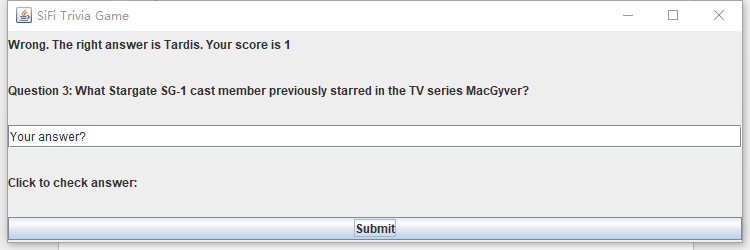 SiFi Trivia Game
Wrong. The right answer is Tardis. Your score is 1
Question 3: What Stargate SG-1 cast member previously starred in the TV series MacGyver?
Your answer?
Click to check answer:
Submit